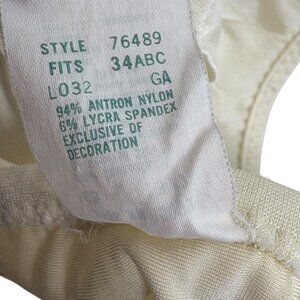 STYLE 76489
FITS 34ABC
L032 GA
94% ANTRON NYLON
6% LYCRA SPANDEX
EXCLUSIVE OF
DECORATION